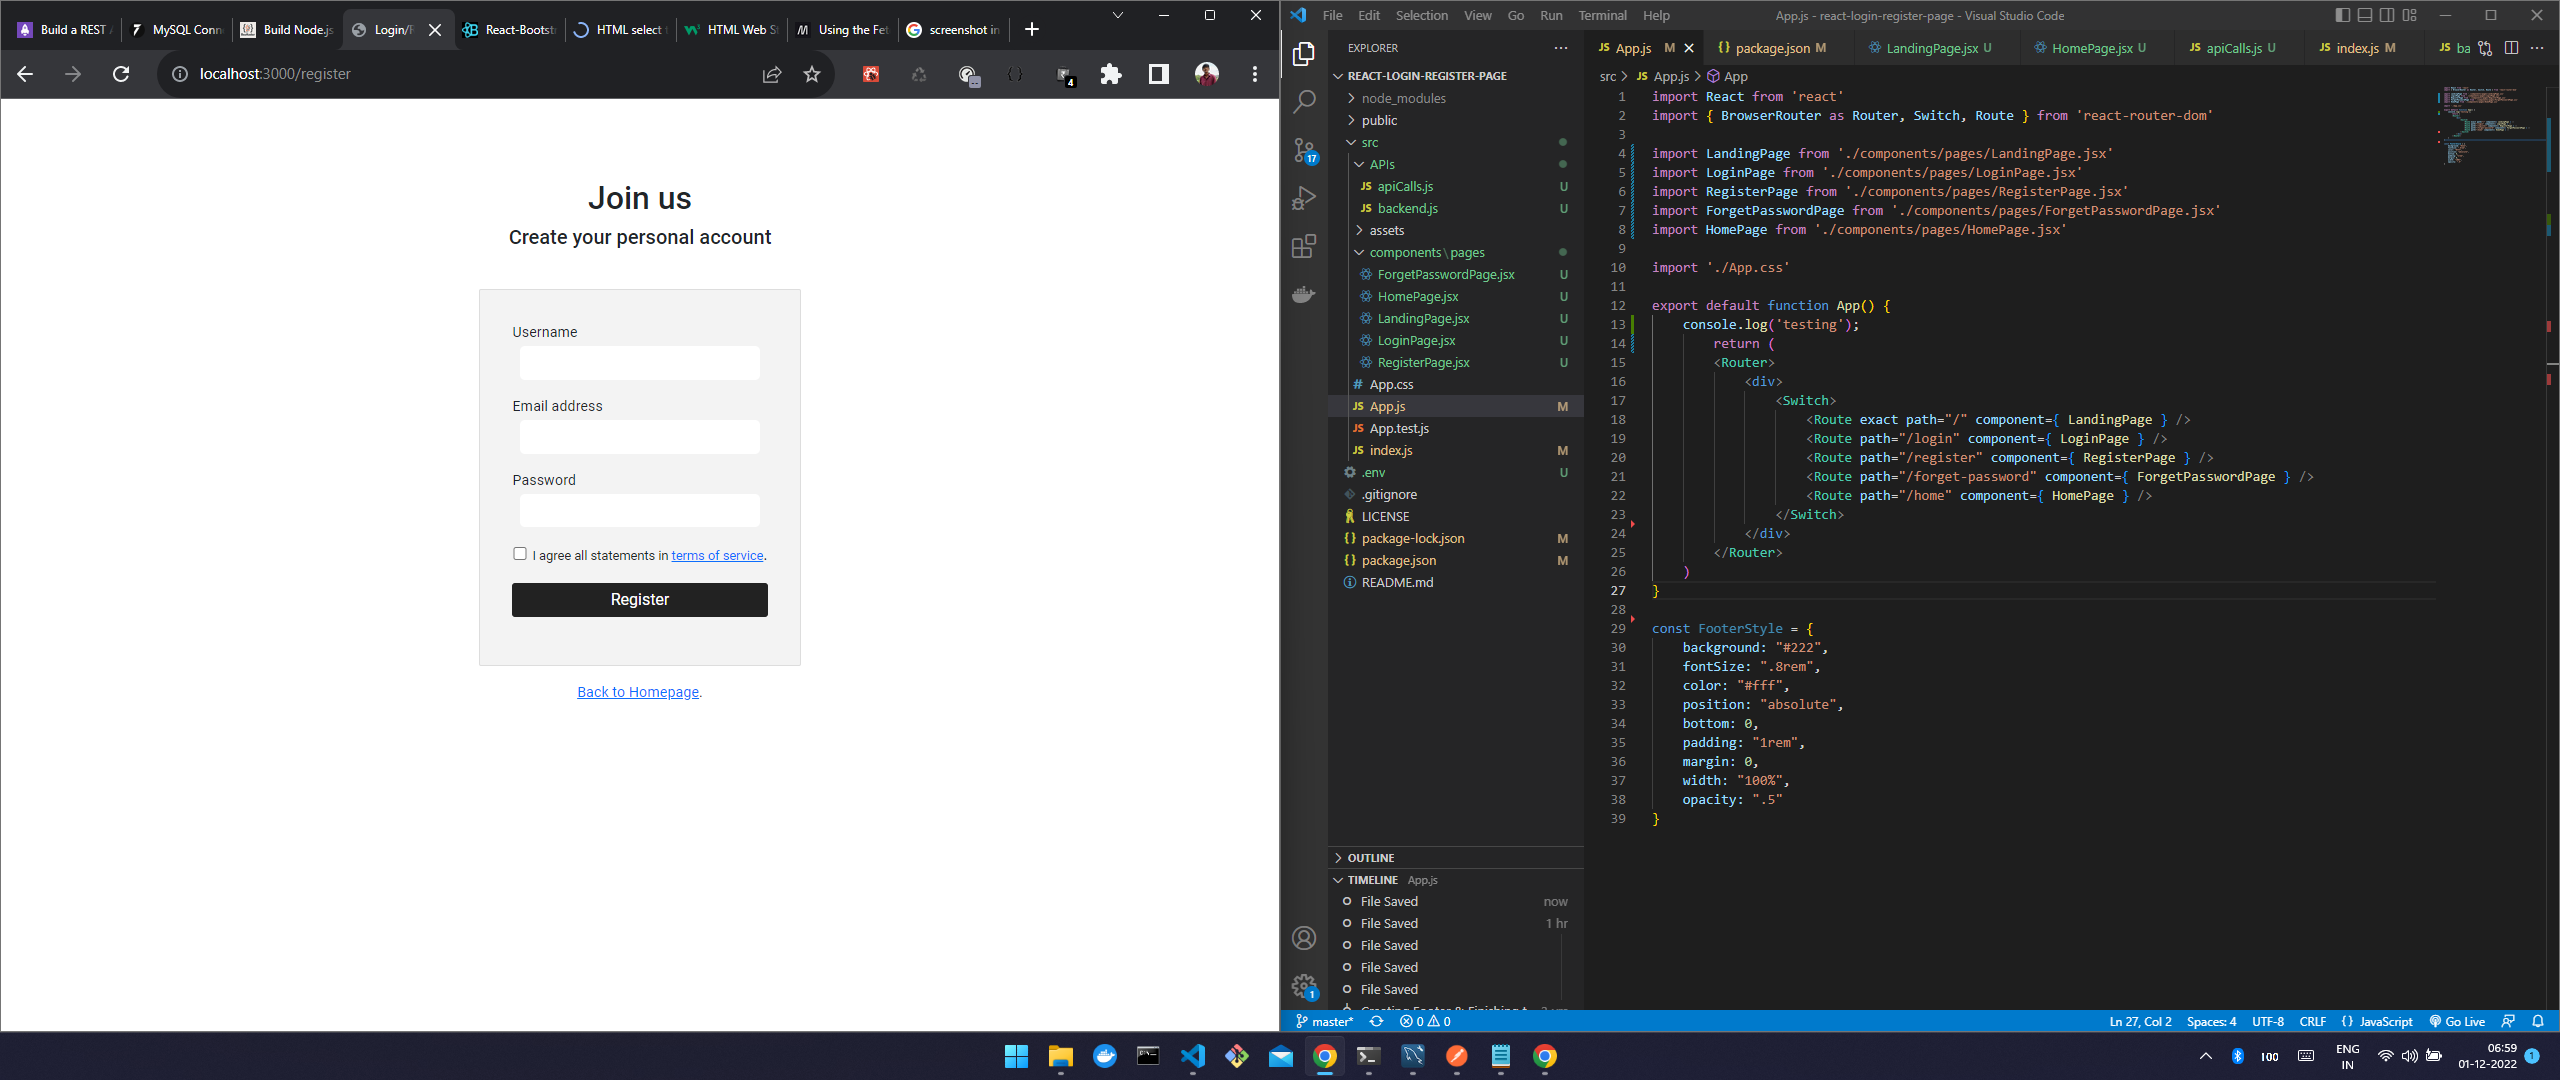 Build a REST
MySQL Conn
Build Node.js
Login/R
React-Bootst
HTML select
HTML Web S
Using the Fet
screenshot in
localhost:3000/register
4
Join us
Create your personal account
Username
Email address
Password
I agree all statements in terms of service.
Register
Back to Homepage.
File Edit Selection View Go Run Terminal Help
App.js - react-login-register-page - Visual Studio Code
EXPLORER
REACT-LOGIN-REGISTER-PAGE
node_modules
public
src
APIs
JS apiCalls.js U
JS backend.js U
assets
components\pages
ForgetPasswordPage.jsx U
HomePage.jsx U
LandingPage.jsx U
LoginPage.jsx U
RegisterPage.jsx U
# App.css
JS App.js M
JS App.test.js
JS index.js M
.env U
.gitignore
LICENSE
{} package-lock.json M
{} package.json M
README.md
OUTLINE
TIMELINE App.js
File Saved now
File Saved 1 hr
File Saved
File Saved
File Saved
17
1
JS App.js M
{} package.json M
LandingPage.jsx U
HomePage.jsx U
JS apiCalls.js U
JS index.js M
JS ba
src > JS App.js > App
1 import React from 'react'
2 import { BrowserRouter as Router, Switch, Route } from 'react-router-dom'
3
4 import LandingPage from './components/pages/LandingPage.jsx'
5 import LoginPage from './components/pages/LoginPage.jsx'
6 import RegisterPage from './components/pages/RegisterPage.jsx'
7 import ForgetPasswordPage from './components/pages/ForgetPasswordPage.jsx'
8 import HomePage from './components/pages/HomePage.jsx'
9
10 import './App.css'
11
12 export default function App() {
13 console.log('testing');
14 return (
15 <Router>
16 <div>
17 <Switch>
18 <Route exact path="/" component={ LandingPage } />
19 <Route path="/login" component={ LoginPage } />
20 <Route path="/register" component={ RegisterPage } />
21 <Route path="/forget-password" component={ ForgetPasswordPage } />
22 <Route path="/home" component={ HomePage } />
23 </Switch>
24 </div>
25 </Router>
26 )
27 }
28
29 const FooterStyle = {
30 background: "#222",
31 fontSize: ".8rem",
32 color: "#fff",
33 position: "absolute",
34 bottom: 0,
35 padding: "1rem",
36 margin: 0,
37 width: "100%",
38 opacity: ".5"
39 }
master* 0 0
Ln 27, Col 2 Spaces: 4 UTF-8 CRLF {} JavaScript Go Live
100
ENG
IN
06:59
01-12-2022
1